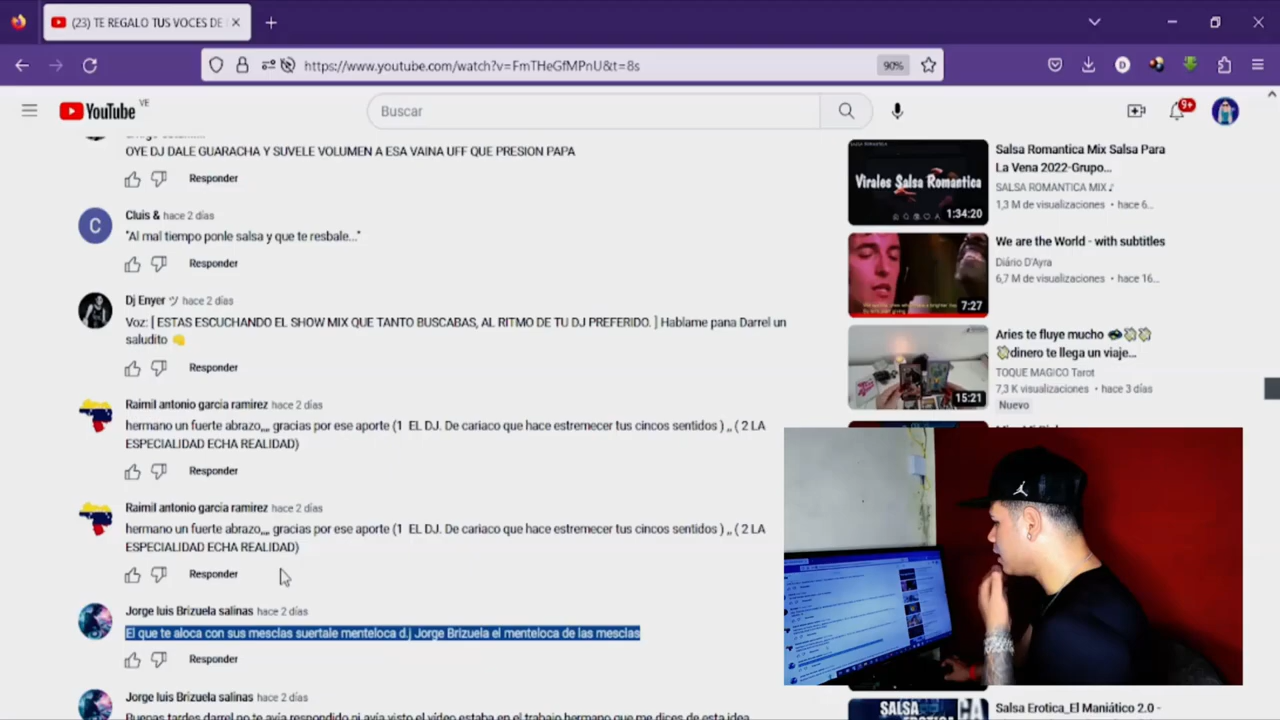 (23) TE REGALO TUS VOCES DE
https://www.youtube.com/watch?v=FmTHeGfMPnU&t=8s
90%
YouTube VE
Buscar
9+
OYE DJ DALE GUARACHA Y SUVELE VOLUMEN A ESA VAINA UFF QUE PRESION PAPA
Responder
C
Cluis & hace 2 días
"Al mal tiempo ponle salsa y que te resbale..."
Responder
Dj Enyer ツ hace 2 días
Voz: [ ESTAS ESCUCHANDO EL SHOW MIX QUE TANTO BUSCABAS, AL RITMO DE TU DJ PREFERIDO. ] Hablame pana Darrel un
saludito 👊
Responder
Raimil antonio garcia ramirez hace 2 días
hermano un fuerte abrazo,,,, gracias por ese aporte (1 EL DJ. De cariaco que hace estremecer tus cincos sentidos ) ,, ( 2 LA
ESPECIALIDAD ECHA REALIDAD)
Responder
Raimil antonio garcia ramirez hace 2 días
hermano un fuerte abrazo,,,, gracias por ese aporte (1 EL DJ. De cariaco que hace estremecer tus cincos sentidos ) ,, ( 2 LA
ESPECIALIDAD ECHA REALIDAD)
Responder
Jorge luis Brizuela salinas hace 2 días
El que te aloca con sus mesclas suertale menteloca d.j Jorge Brizuela el menteloca de las mesclas
Responder
Jorge luis Brizuela salinas hace 2 días
Buenas tardes darrel no te avía respondido ni avía visto el vídeo estaba en el trabajo hermano que me dices de esta idea
Virales Salsa Romantica
1:34:20
Salsa Romantica Mix Salsa Para
La Vena 2022-Grupo...
SALSA ROMANTICA MIX♪
1,3 M de visualizaciones • hace 6...
7:27
We are the World - with subtitles
Diário D'Ayra
6,7 M de visualizaciones • hace 16...
15:21
Aries te fluye mucho
dinero te llega un viaje...
TOQUE MAGICO Tarot
7,3 K visualizaciones • hace 3 días
Nuevo
SALSA
Salsa Erotica_El Maniático 2.0 -